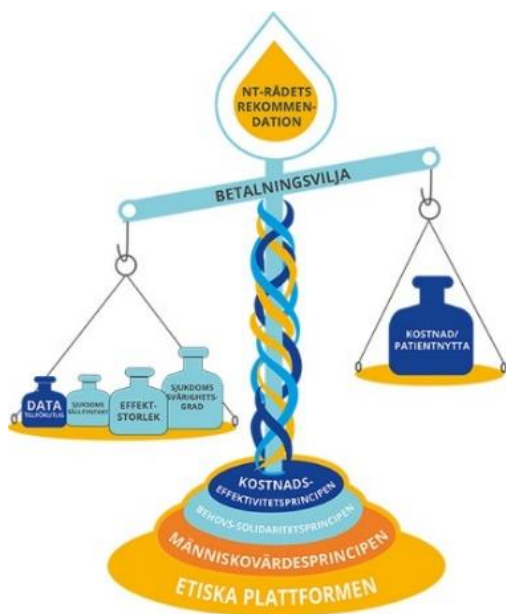 NT-RÅDETS
REKOMMEN-
DATION
BETALNINGSVILJA
KOSTNAD/
PATIENTNYTTA
DATA
TILLFÖRLITLIG
SJUKDOMS
SÄLLSYNTHET
EFFEKT-
STORLEK
SJUKDOMS
SVÅRIGHETS-
GRAD
KOSTNADS-
EFFEKTIVITETSPRINCIPEN
BEHOVS-SOLIDARITETSPRINCIPEN
MÄNNISKOVÄRDESPRINCIPEN
ETISKA PLATTFORMEN